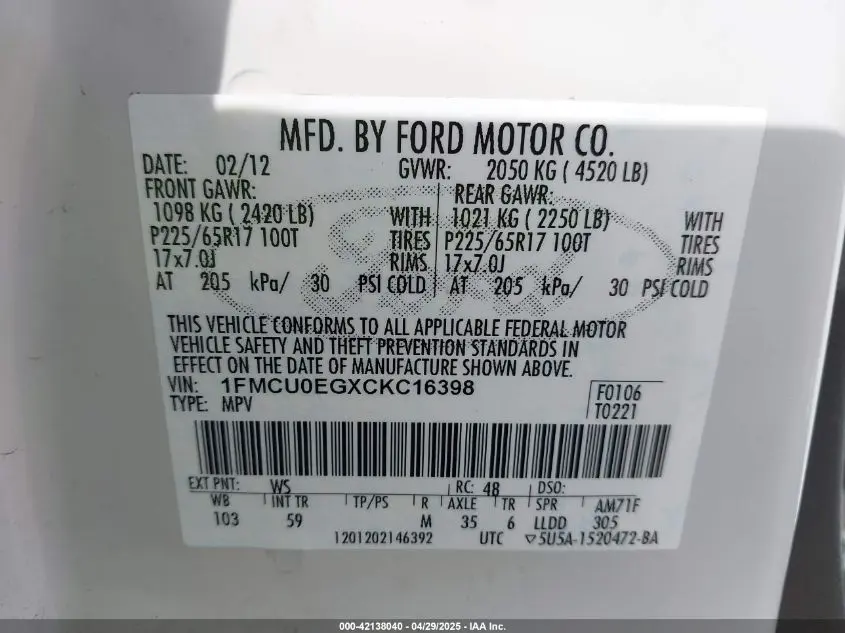 MFD. BY FORD MOTOR CO.
DATE: 02/12 GVWR: 2050 KG ( 4520 LB)
FRONT GAWR: REAR GAWR:
1098 KG ( 2420 LB) WITH 1021 KG ( 2250 LB) WITH
P225/65R17 100T TIRES P225/65R17 100T TIRES
17x7.0J RIMS 17x7.0J RIMS
AT 205 kPa/ 30 PSI COLD AT 205 kPa/ 30 PSI COLD
THIS VEHICLE CONFORMS TO ALL APPLICABLE FEDERAL MOTOR
VEHICLE SAFETY AND THEFT PREVENTION STANDARDS IN
EFFECT ON THE DATE OF MANUFACTURE SHOWN ABOVE.
VIN: 1FMCU0EGXCKC16398 F0106
TYPE: MPV T0221
EXT PNT: WS RC: 48 DSO:
WB INT TR TP/PS R AXLE TR SPR AM71F
103 59 M 35 6 LLDD 305
1201202146392 UTC ▽5U5A-1520472-BA
000-42138040 - 04/29/2025 - IAA Inc.